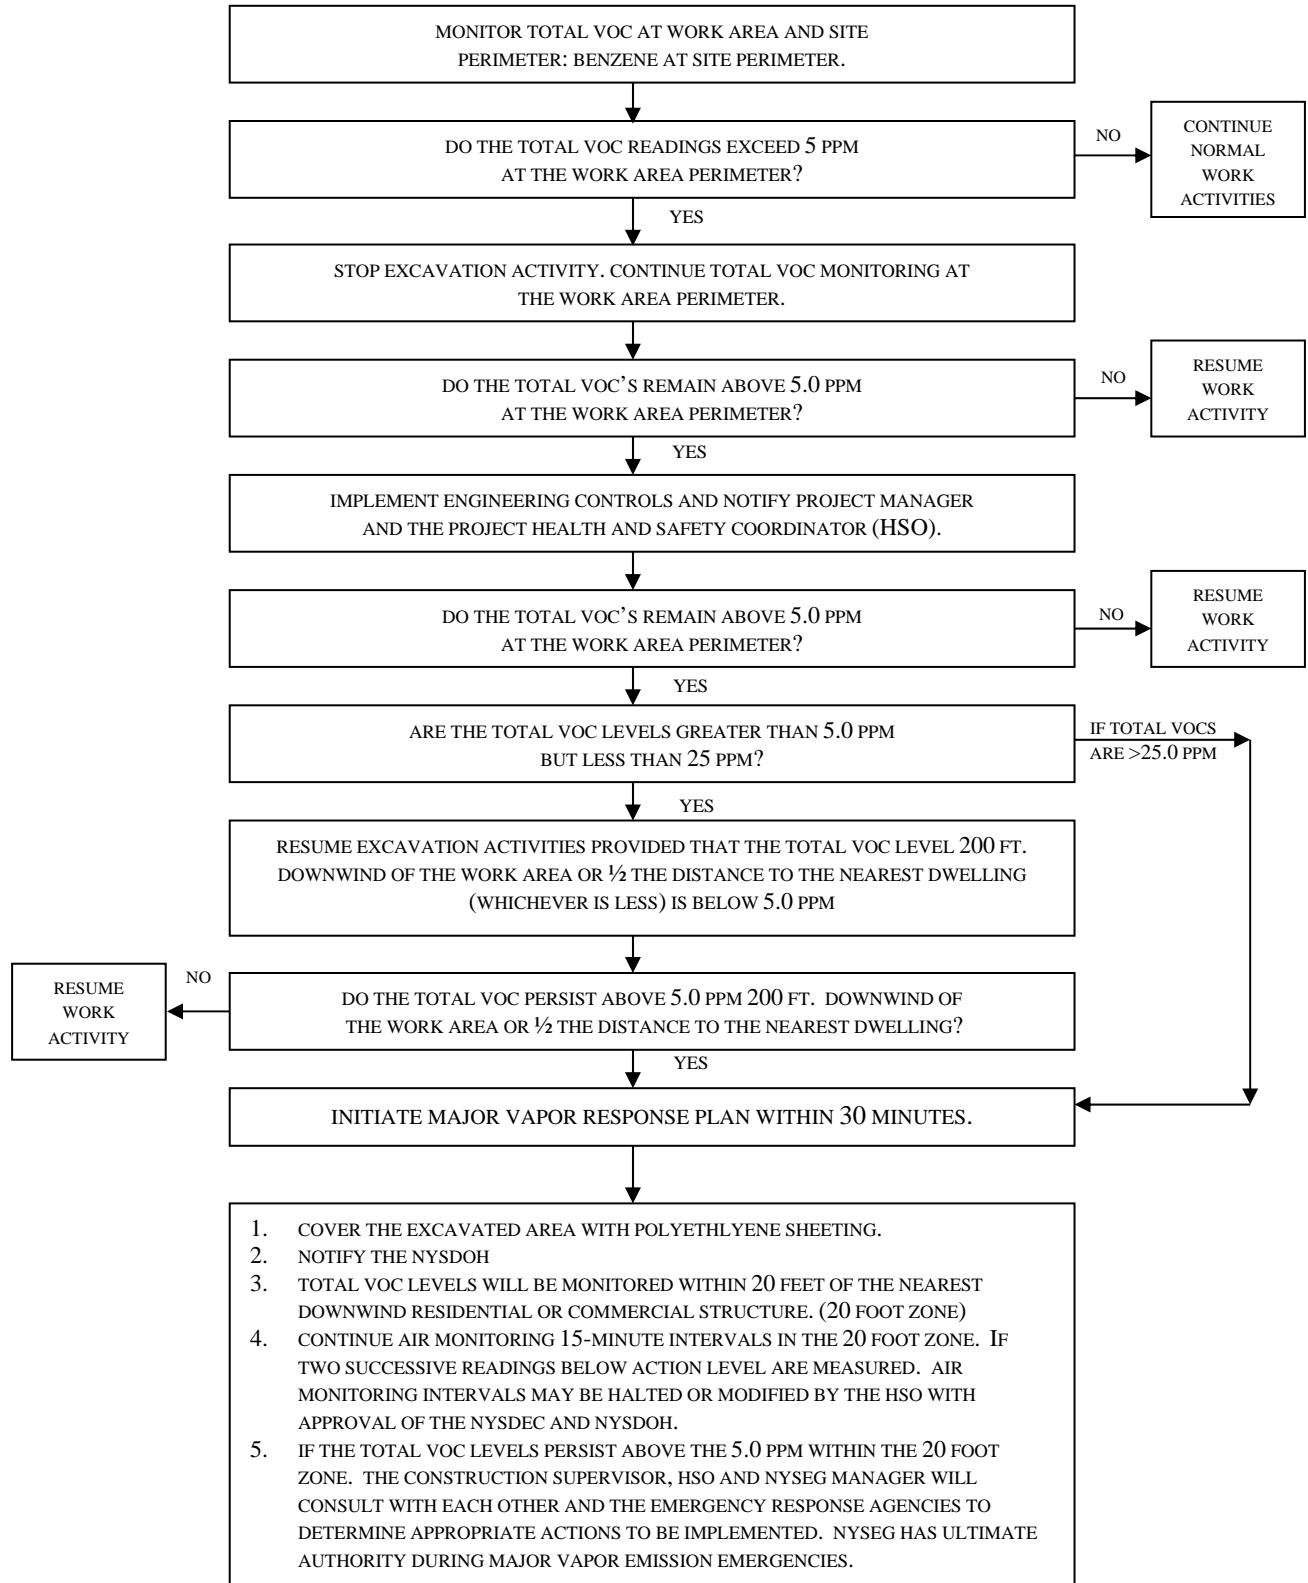 MONITOR TOTAL VOC AT WORK AREA AND SITE
PERIMETER: BENZENE AT SITE PERIMETER.
DO THE TOTAL VOC READINGS EXCEED 5 PPM
AT THE WORK AREA PERIMETER?
NO
CONTINUE
NORMAL
WORK
ACTIVITIES
YES
STOP EXCAVATION ACTIVITY. CONTINUE TOTAL VOC MONITORING AT
THE WORK AREA PERIMETER.
DO THE TOTAL VOC'S REMAIN ABOVE 5.0 PPM
AT THE WORK AREA PERIMETER?
NO
RESUME
WORK
ACTIVITY
YES
IMPLEMENT ENGINEERING CONTROLS AND NOTIFY PROJECT MANAGER
AND THE PROJECT HEALTH AND SAFETY COORDINATOR (HSO).
DO THE TOTAL VOC'S REMAIN ABOVE 5.0 PPM
AT THE WORK AREA PERIMETER?
NO
RESUME
WORK
ACTIVITY
YES
ARE THE TOTAL VOC LEVELS GREATER THAN 5.0 PPM
BUT LESS THAN 25 PPM?
IF TOTAL VOCS
ARE >25.0 PPM
YES
RESUME EXCAVATION ACTIVITIES PROVIDED THAT THE TOTAL VOC LEVEL 200 FT.
DOWNWIND OF THE WORK AREA OR ½ THE DISTANCE TO THE NEAREST DWELLING
(WHICHEVER IS LESS) IS BELOW 5.0 PPM
DO THE TOTAL VOC PERSIST ABOVE 5.0 PPM 200 FT. DOWNWIND OF
THE WORK AREA OR ½ THE DISTANCE TO THE NEAREST DWELLING?
NO
RESUME
WORK
ACTIVITY
YES
INITIATE MAJOR VAPOR RESPONSE PLAN WITHIN 30 MINUTES.
1. COVER THE EXCAVATED AREA WITH POLYETHLYENE SHEETING.
2. NOTIFY THE NYSDOH
3. TOTAL VOC LEVELS WILL BE MONITORED WITHIN 20 FEET OF THE NEAREST
DOWNWIND RESIDENTIAL OR COMMERCIAL STRUCTURE. (20 FOOT ZONE)
4. CONTINUE AIR MONITORING 15-MINUTE INTERVALS IN THE 20 FOOT ZONE. IF
TWO SUCCESSIVE READINGS BELOW ACTION LEVEL ARE MEASURED. AIR
MONITORING INTERVALS MAY BE HALTED OR MODIFIED BY THE HSO WITH
APPROVAL OF THE NYSDEC AND NYSDOH.
5. IF THE TOTAL VOC LEVELS PERSIST ABOVE THE 5.0 PPM WITHIN THE 20 FOOT
ZONE. THE CONSTRUCTION SUPERVISOR, HSO AND NYSEG MANAGER WILL
CONSULT WITH EACH OTHER AND THE EMERGENCY RESPONSE AGENCIES TO
DETERMINE APPROPRIATE ACTIONS TO BE IMPLEMENTED. NYSEG HAS ULTIMATE
AUTHORITY DURING MAJOR VAPOR EMISSION EMERGENCIES.